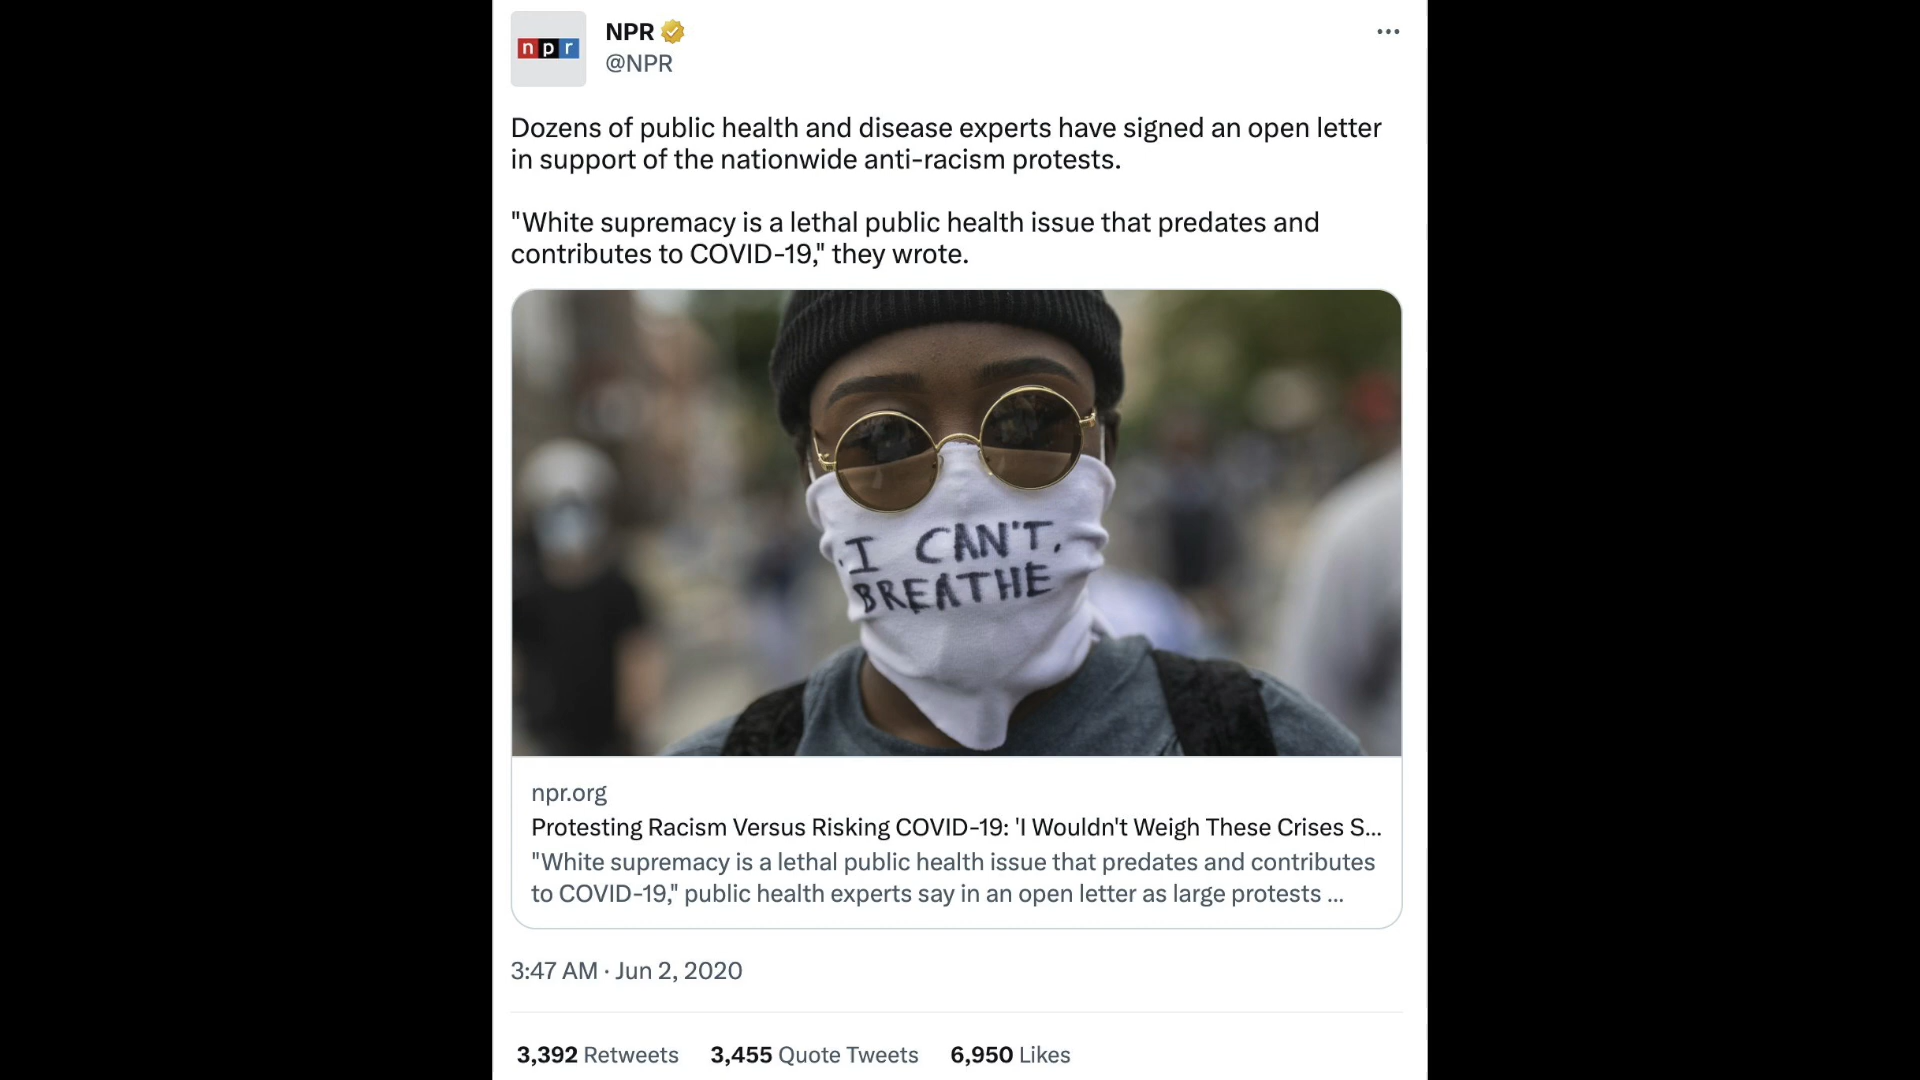 npr
NPR
@NPR
Dozens of public health and disease experts have signed an open letter
in support of the nationwide anti-racism protests.
"White supremacy is a lethal public health issue that predates and
contributes to COVID-19," they wrote.
I CAN'T
BREATHE
npr.org
Protesting Racism Versus Risking COVID-19: 'I Wouldn't Weigh These Crises S...
"White supremacy is a lethal public health issue that predates and contributes
to COVID-19," public health experts say in an open letter as large protests ...
3:47 AM · Jun 2, 2020
3,392 Retweets 3,455 Quote Tweets 6,950 Likes